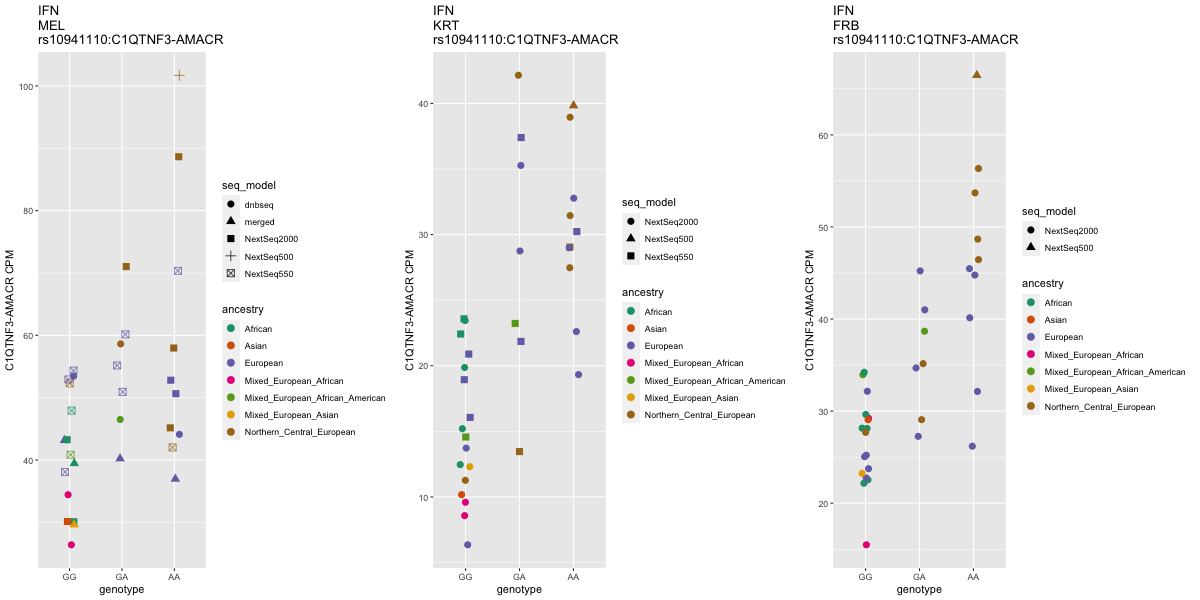 IFN
MEL
rs10941110:C1QTNF3-AMACR
C1QTNF3-AMACR CPM
100
80
60
40
GG
GA
AA
genotype
seq_model
dnbseq
merged
NextSeq2000
NextSeq500
NextSeq550
ancestry
African
Asian
European
Mixed_European_African
Mixed_European_African_American
Mixed_European_Asian
Northern_Central_European
IFN
KRT
rs10941110:C1QTNF3-AMACR
C1QTNF3-AMACR CPM
40
30
20
10
GG
GA
AA
genotype
seq_model
NextSeq2000
NextSeq500
NextSeq550
ancestry
African
Asian
European
Mixed_European_African
Mixed_European_African_American
Mixed_European_Asian
Northern_Central_European
IFN
FRB
rs10941110:C1QTNF3-AMACR
C1QTNF3-AMACR CPM
60
50
40
30
20
GG
GA
AA
genotype
seq_model
NextSeq2000
NextSeq500
ancestry
African
Asian
European
Mixed_European_African
Mixed_European_African_American
Mixed_European_Asian
Northern_Central_European